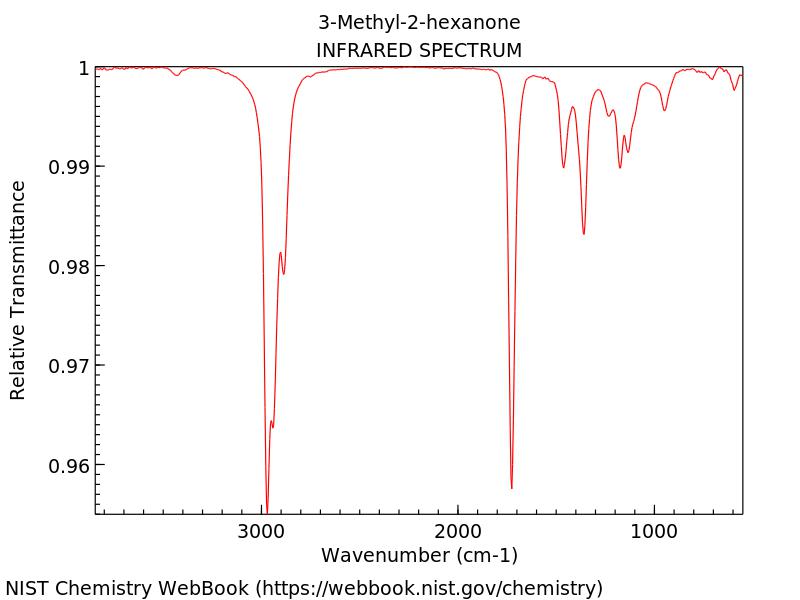 3-Methyl-2-hexanone
INFRARED SPECTRUM
1
0.99
0.98
0.97
0.96
Relative Transmittance
3000 2000 1000
Wavenumber (cm-1)
NIST Chemistry WebBook (https://webbook.nist.gov/chemistry)